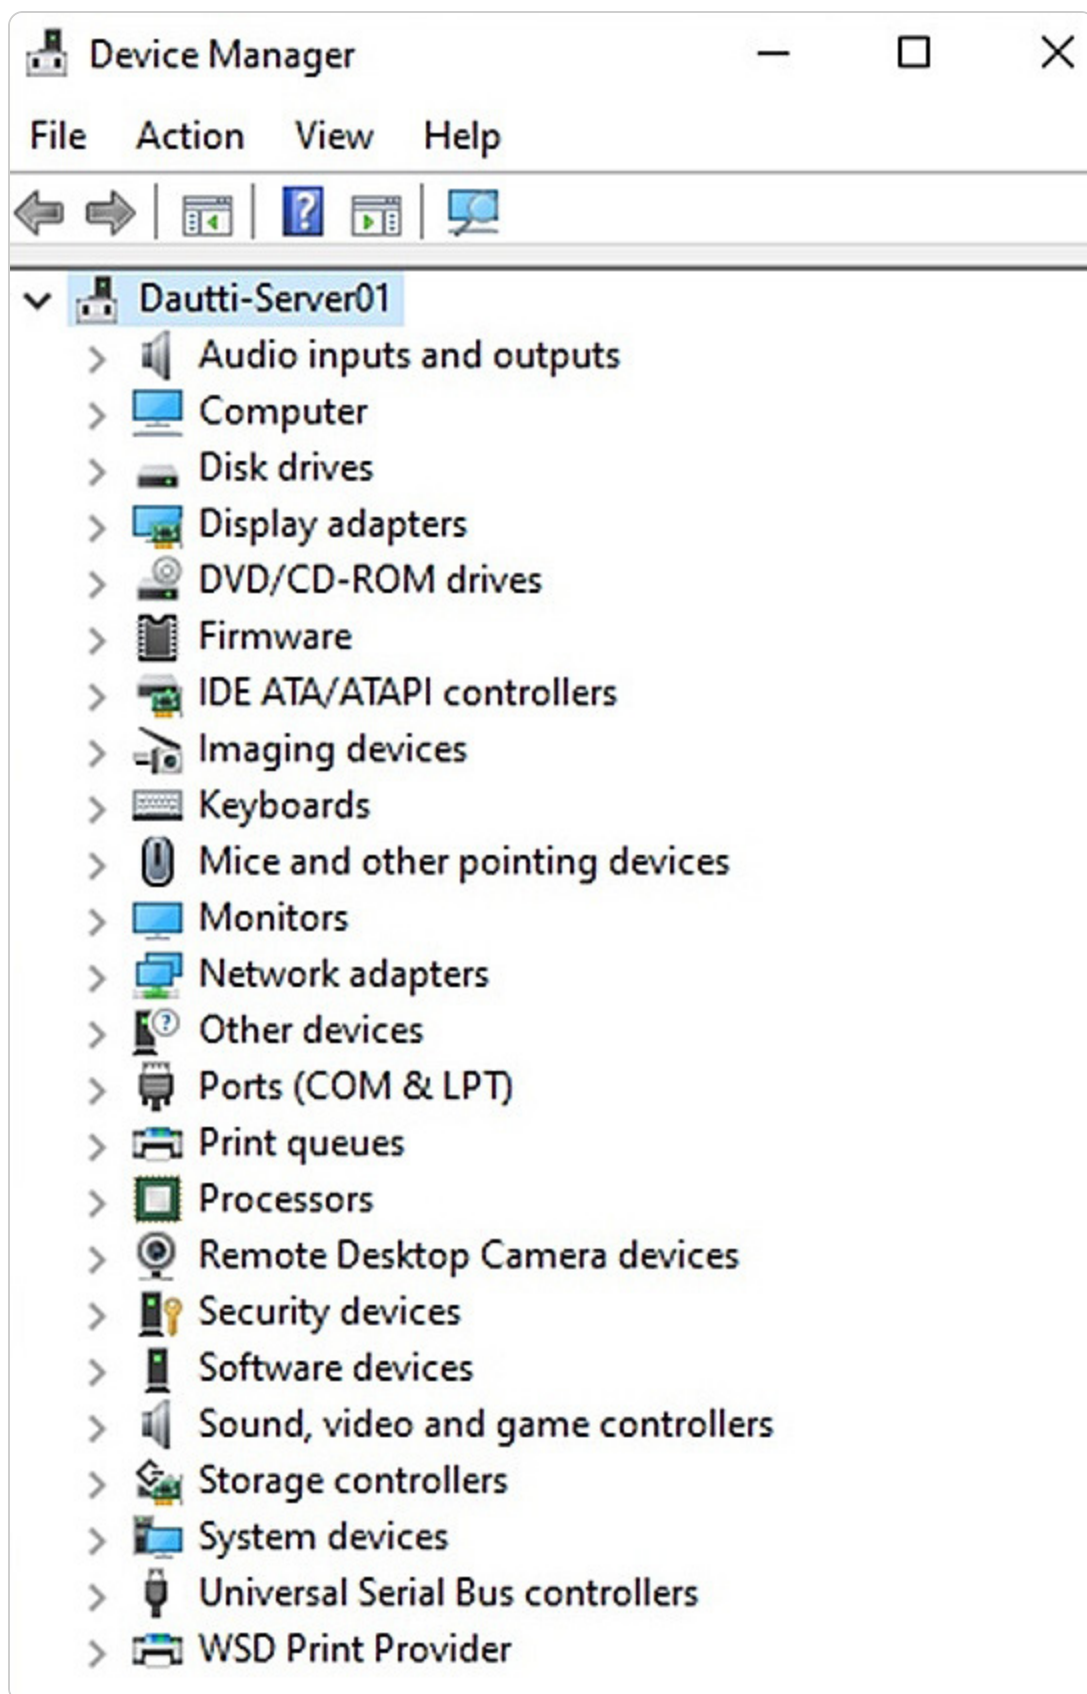 Device Manager
File Action View Help
Dautti-Server01
Audio inputs and outputs
Computer
Disk drives
Display adapters
DVD/CD-ROM drives
Firmware
IDE ATA/ATAPI controllers
Imaging devices
Keyboards
Mice and other pointing devices
Monitors
Network adapters
Other devices
Ports (COM & LPT)
Print queues
Processors
Remote Desktop Camera devices
Security devices
Software devices
Sound, video and game controllers
Storage controllers
System devices
Universal Serial Bus controllers
WSD Print Provider